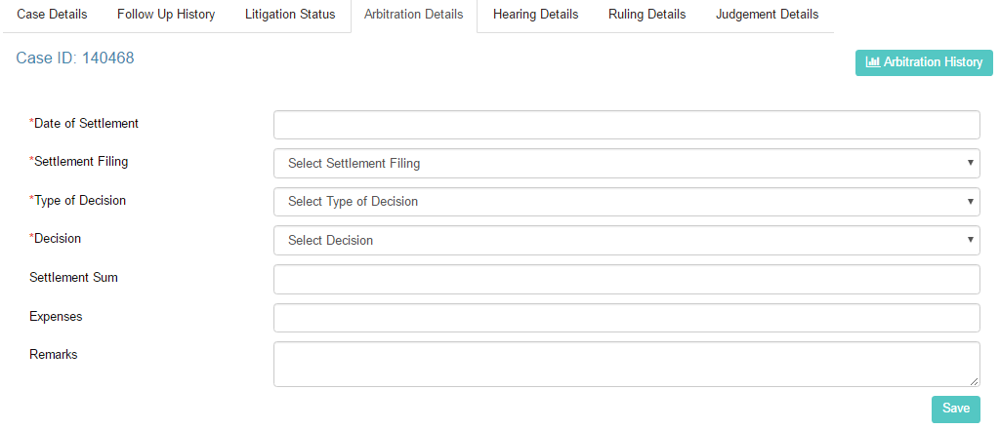 Case Details Follow Up History Litigation Status Arbitration Details Hearing Details Ruling Details Judgement Details
Case ID: 140468
Arbitration History
*Date of Settlement
*Settlement Filing Select Settlement Filing
*Type of Decision Select Type of Decision
*Decision Select Decision
Settlement Sum
Expenses
Remarks
Save